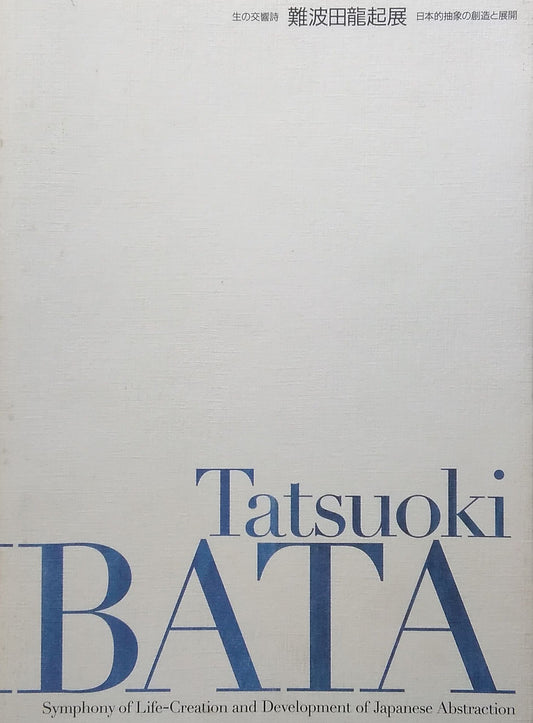 生の交響詩 難波田龍起展 日本的抽象の創造と展開
Tatsuoki
BATA
Symphony of Life-Creation and Development of Japanese Abstraction